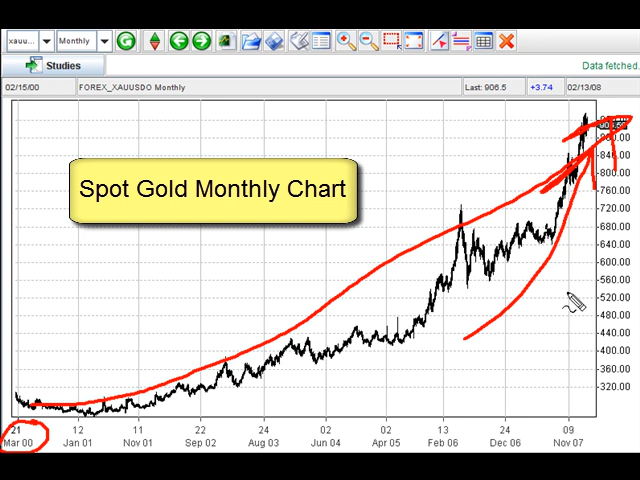 xauu...
Monthly
Studies
Data fetched.
02/15/00
FOREX_XAUUSDO Monthly
Last: 906.5
+3.74
02/13/08
Spot Gold Monthly Chart
880.00
840.00
800.00
760.00
720.00
680.00
640.00
600.00
560.00
520.00
480.00
440.00
400.00
360.00
320.00
21 12 01 22 24 02 05 13 24 09
Mar 00 Jan 01 Nov 01 Sep 02 Aug 03 Jun 04 Apr 05 Feb 06 Dec 06 Nov 07